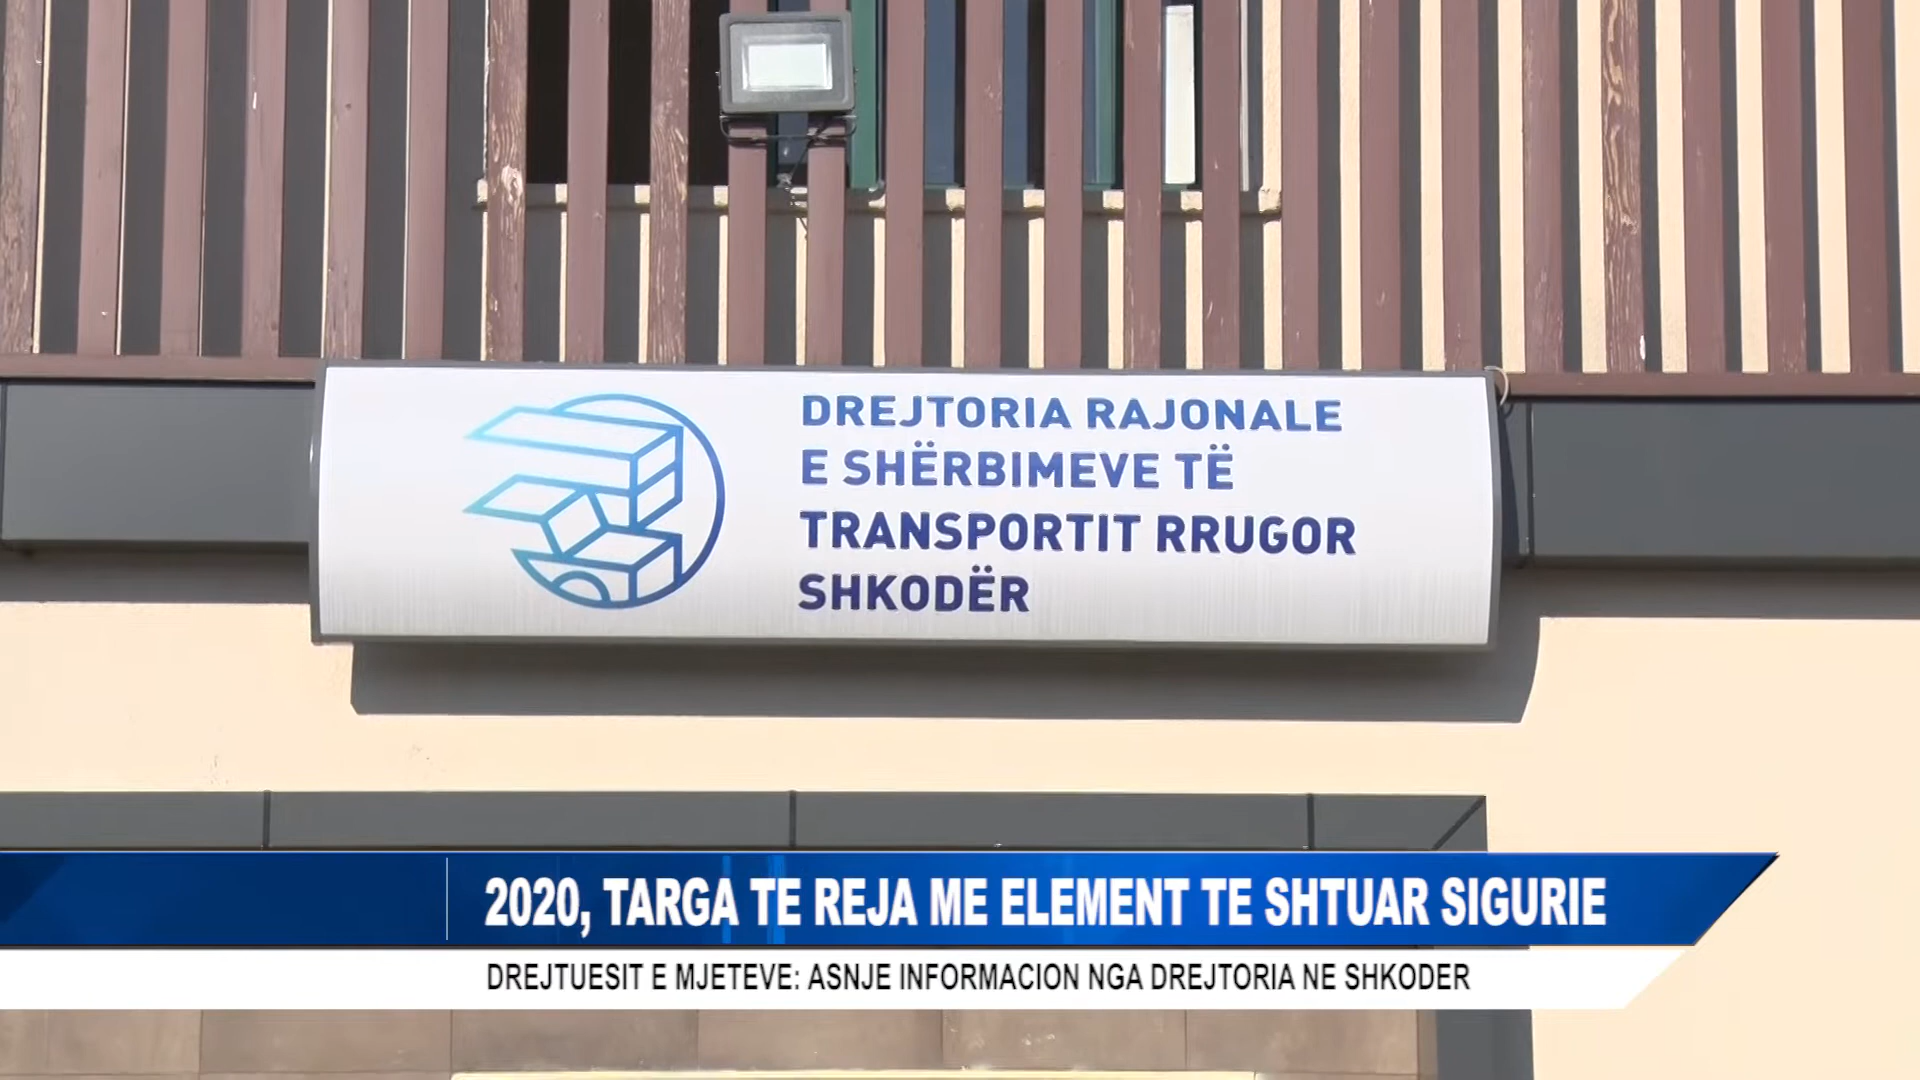 DREJTORIA RAJONALE
E SHËRBIMEVE TË
TRANSPORTIT RRUGOR
SHKODËR
2020, TARGA TE REJA ME ELEMENT TE SHTUAR SIGURIE
DREJTUESIT E MJETEVE: ASNJE INFORMACION NGA DREJTORIA NE SHKODER